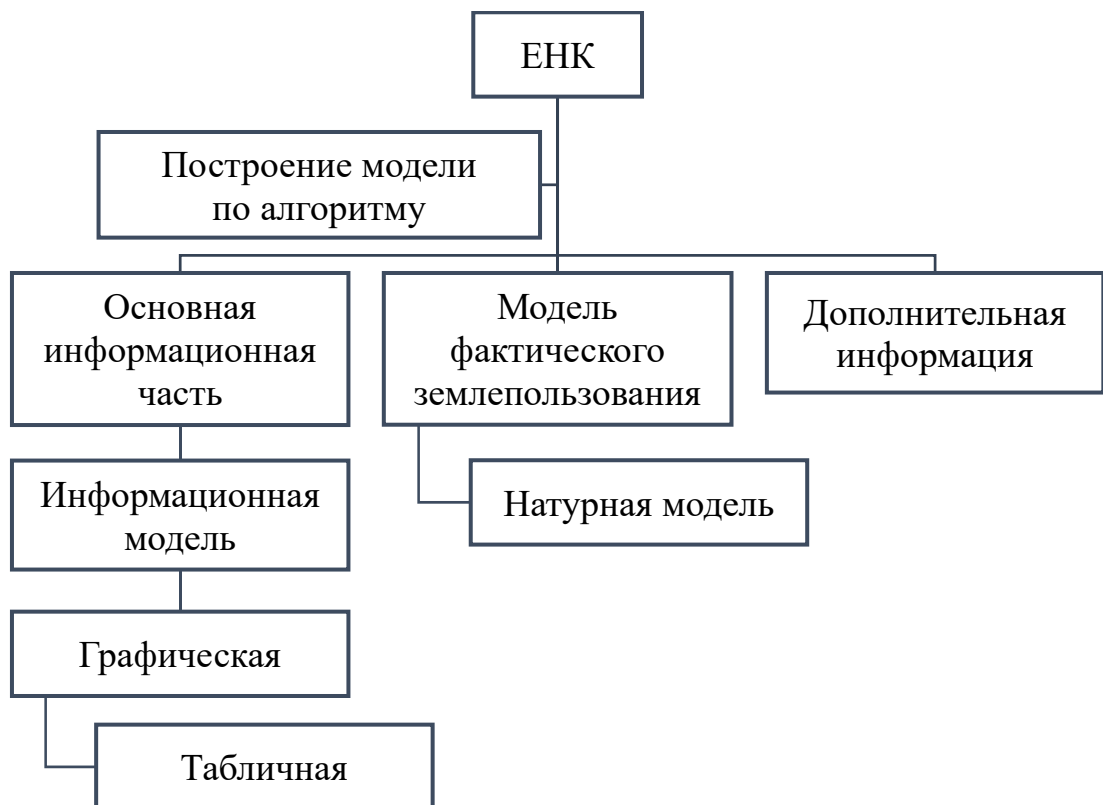 ЕНК
Построение модели
по алгоритму
Основная
информационная
часть
Модель
фактического
землепользования
Дополнительная
информация
Информационная
модель
Натурная модель
Графическая
Табличная